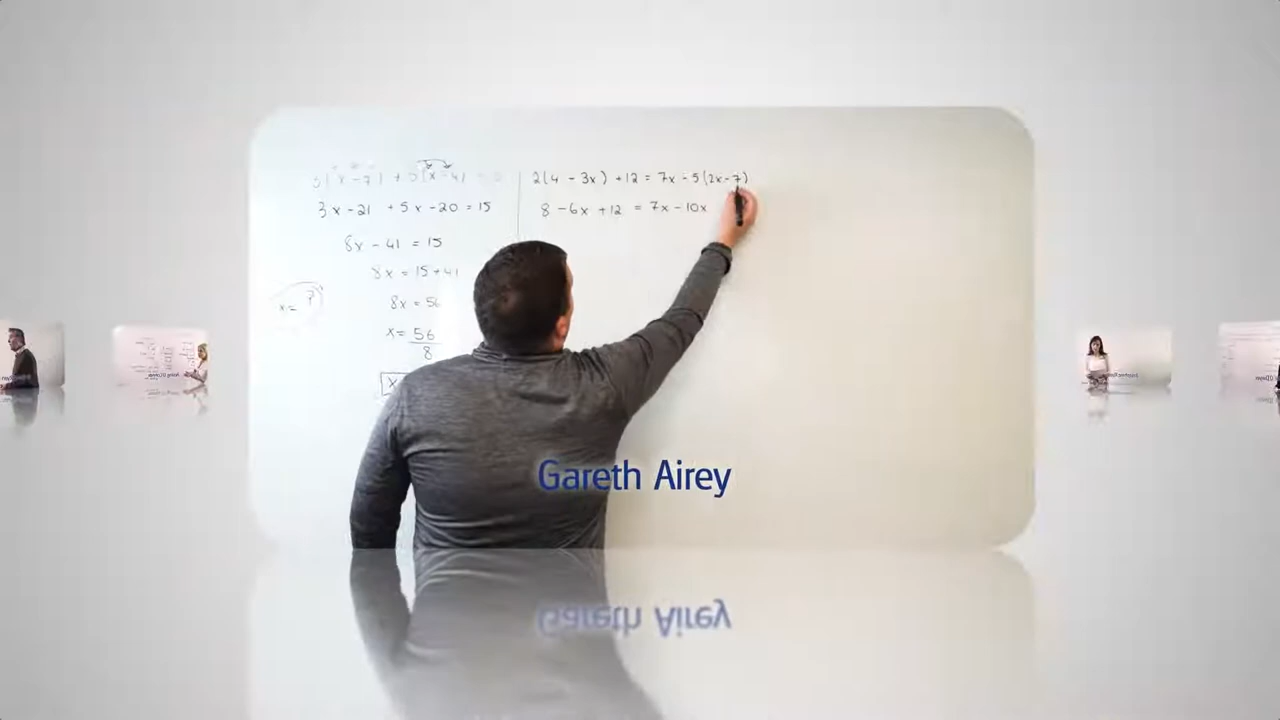 3x - 21 + 5x - 20 = 15
8x - 41 = 15
8x = 15 + 41
8x = 56
x = 56
8
x
x = ?
2(4 - 3x) + 12 = 7x - 5(2x - 7)
8 - 6x + 12 = 7x - 10x
Gareth Airey